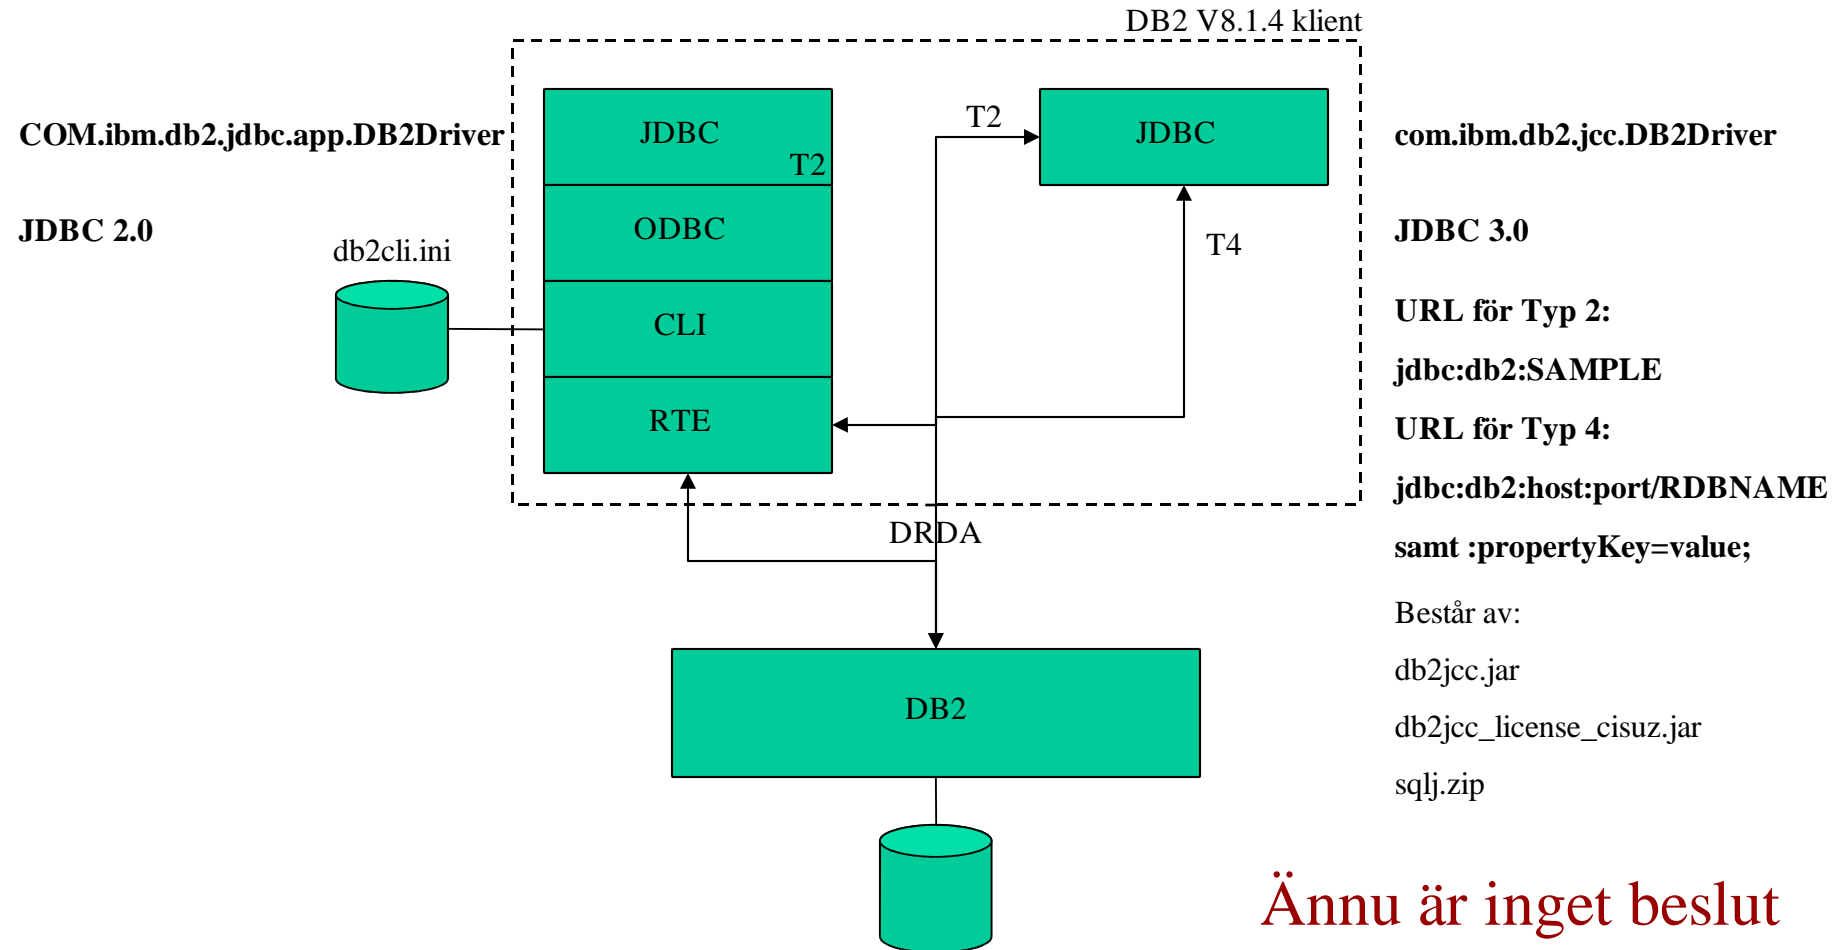 DB2 V8.1.4 klient
COM.ibm.db2.jdbc.app.DB2Driver
JDBC
T2
T2
JDBC
com.ibm.db2.jcc.DB2Driver
JDBC 2.0
db2cli.ini
ODBC
T4
JDBC 3.0
CLI
URL för Typ 2:
jdbc:db2:SAMPLE
RTE
URL för Typ 4:
jdbc:db2:host:port/RDBNAME
DRDA
samt :propertyKey=value;
Består av:
db2jcc.jar
DB2
db2jcc_license_cisuz.jar
sqlj.zip
Ännu är inget beslut